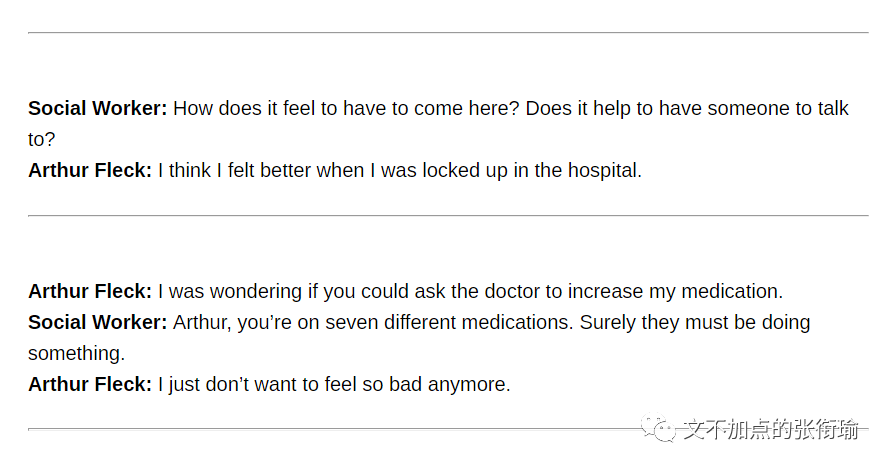 Social Worker: How does it feel to have to come here? Does it help to have someone to talk
to?
Arthur Fleck: I think I felt better when I was locked up in the hospital.
Arthur Fleck: I was wondering if you could ask the doctor to increase my medication.
Social Worker: Arthur, you’re on seven different medications. Surely they must be doing
something.
Arthur Fleck: I just don’t want to feel so bad anymore.
文不加点的张衔瑜